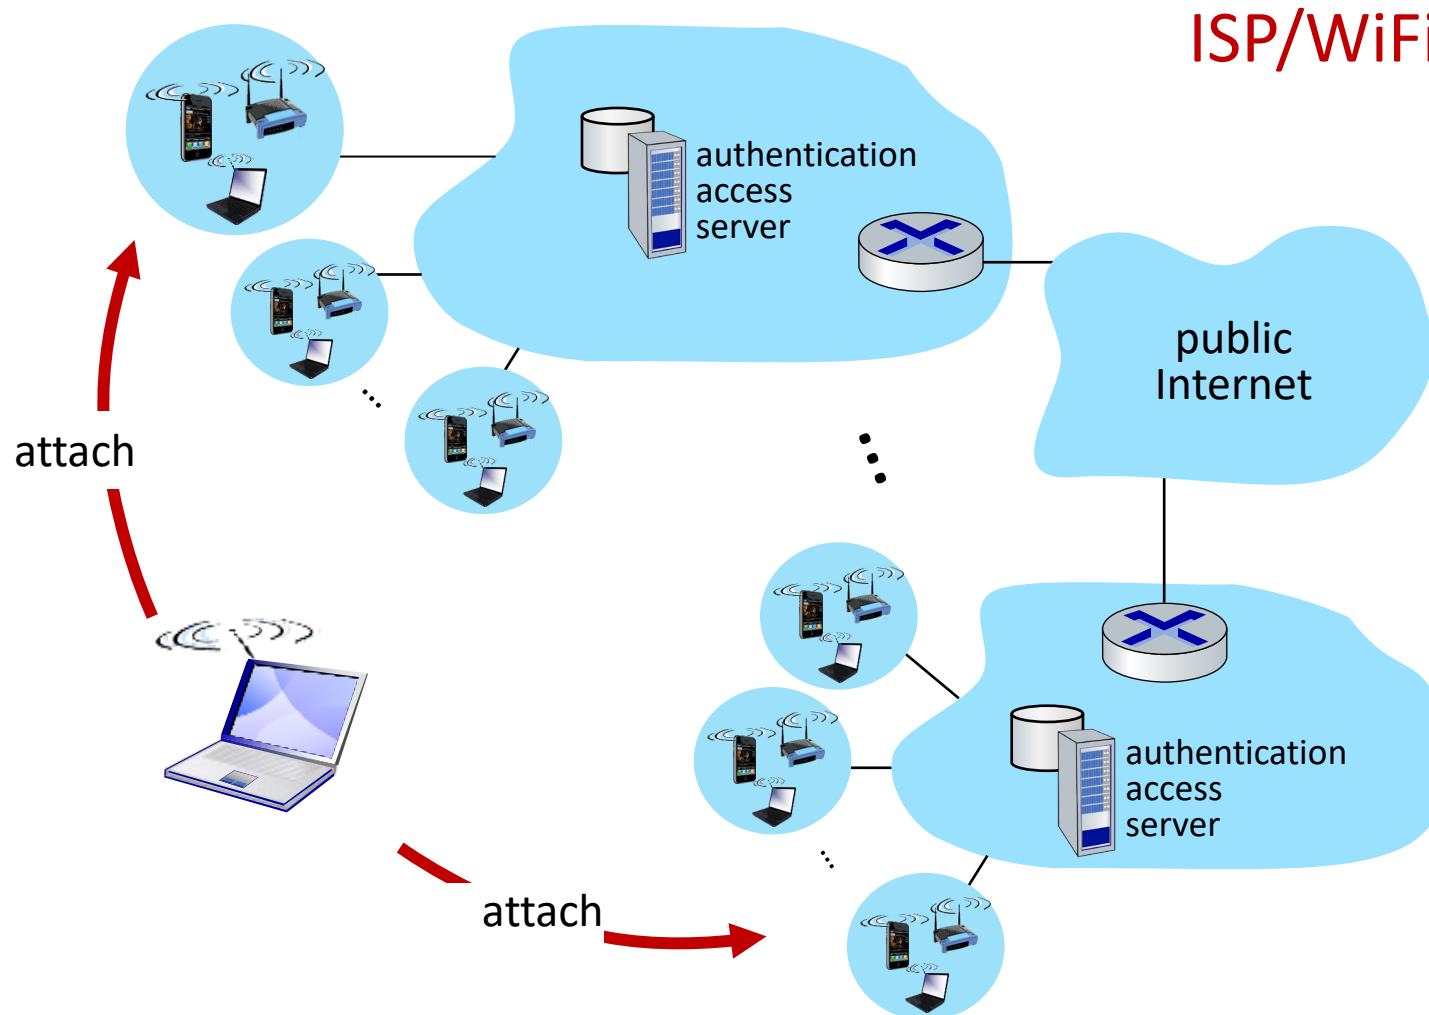 ISP/WiFi
authentication
access
server
public
Internet
attach
authentication
access
server
attach